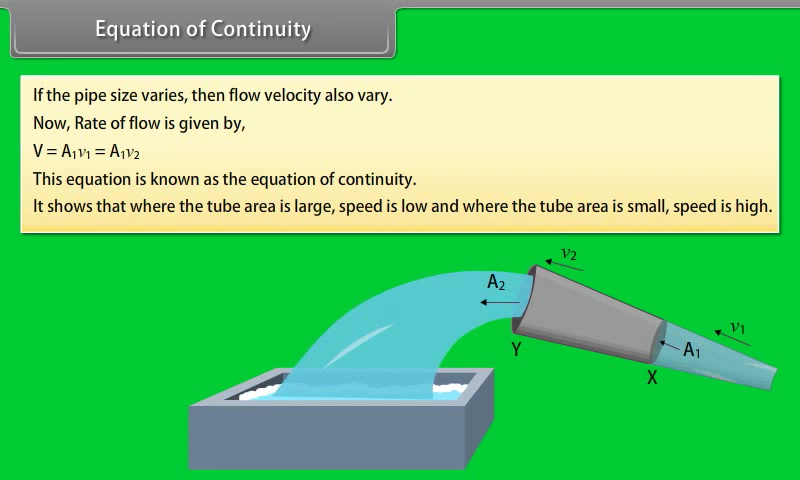 Equation of Continuity
If the pipe size varies, then flow velocity also vary.
Now, Rate of flow is given by,
V = A₁v₁ = A₁v₂
This equation is known as the equation of continuity.
It shows that where the tube area is large, speed is low and where the tube area is small, speed is high.
v₂
A₂
v₁
Y
A₁
X